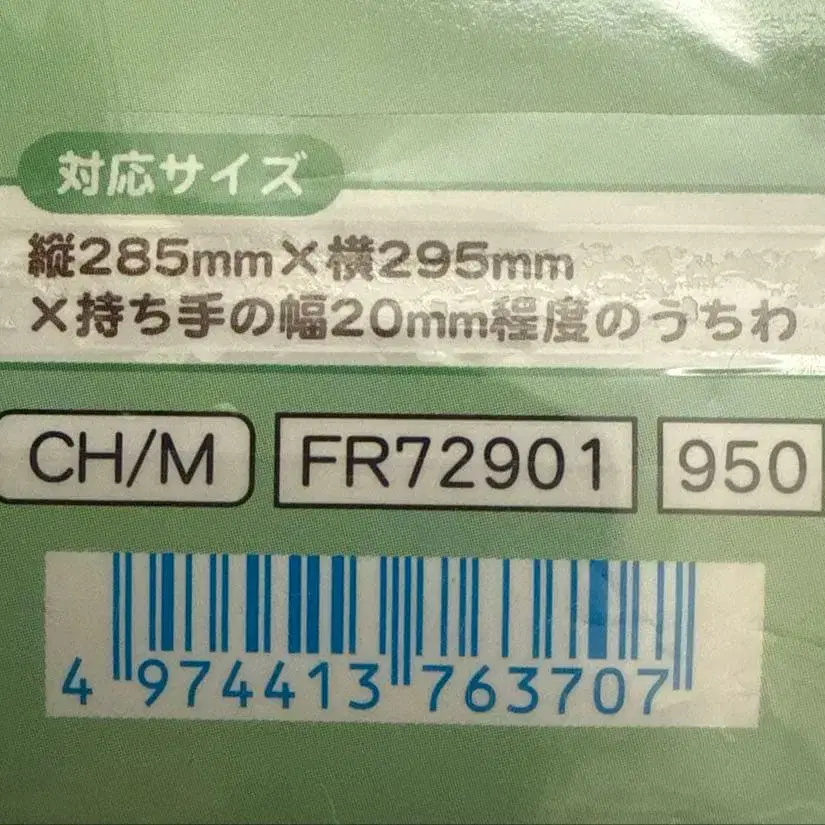 対応サイズ
縦285mm×横295mm
×持ち手の幅20mm程度のうちわ
CH/M FR72901 950
4 974413 763707